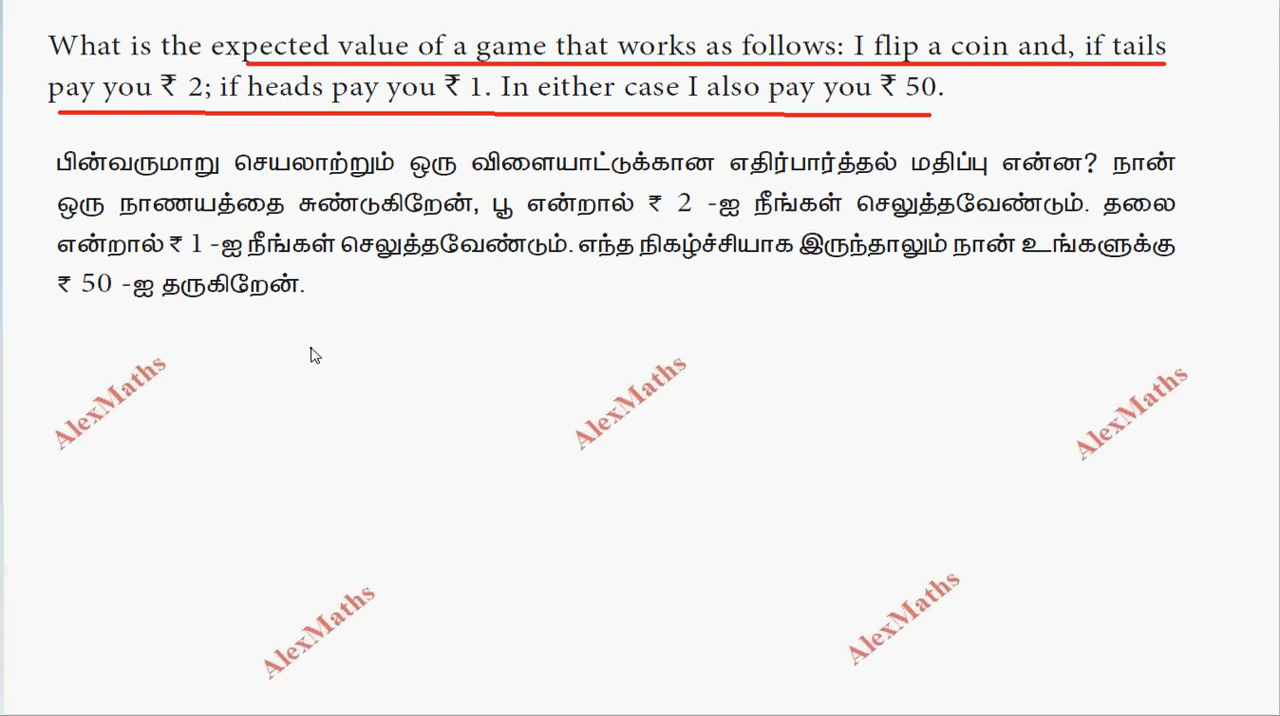 What is the expected value of a game that works as follows: I flip a coin and, if tails
pay you ₹ 2; if heads pay you ₹ 1. In either case I also pay you ₹ 50.
பின்வருமாறு செயலாற்றும் ஒரு விளையாட்டுக்கான எதிர்பார்த்தல் மதிப்பு என்ன? நான்
ஒரு நாணயத்தை சுண்டுகிறேன், பூ என்றால் ₹ 2 -ஐ நீங்கள் செலுத்தவேண்டும். தலை
என்றால் ₹ 1 -ஐ நீங்கள் செலுத்தவேண்டும். எந்த நிகழ்ச்சியாக இருந்தாலும் நான் உங்களுக்கு
₹ 50 -ஐ தருகிறேன்.
AlexMaths
AlexMaths
AlexMaths
AlexMaths
AlexMaths